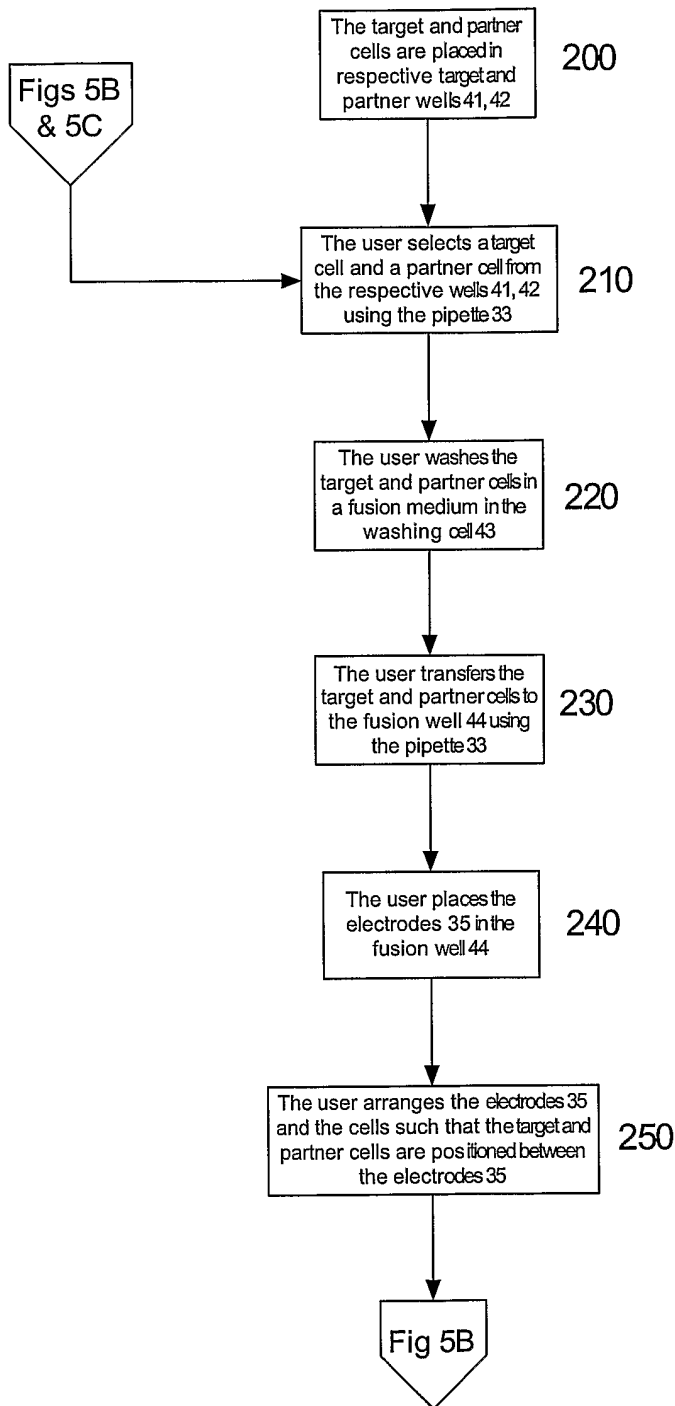 The target and partner
cells are placed in
respective target and
partner wells 41, 42
200
Figs 5B
& 5C
The user selects a target
cell and a partner cell from
the respective wells 41, 42
using the pipette 33
210
The user washes the
target and partner cells in
a fusion medium in the
washing cell 43
220
The user transfers the
target and partner cells to
the fusion well 44 using
the pipette 33
230
The user places the
electrodes 35 in the
fusion well 44
240
The user arranges the electrodes 35
and the cells such that the target and
partner cells are positioned between
the electrodes 35
250
Fig 5B